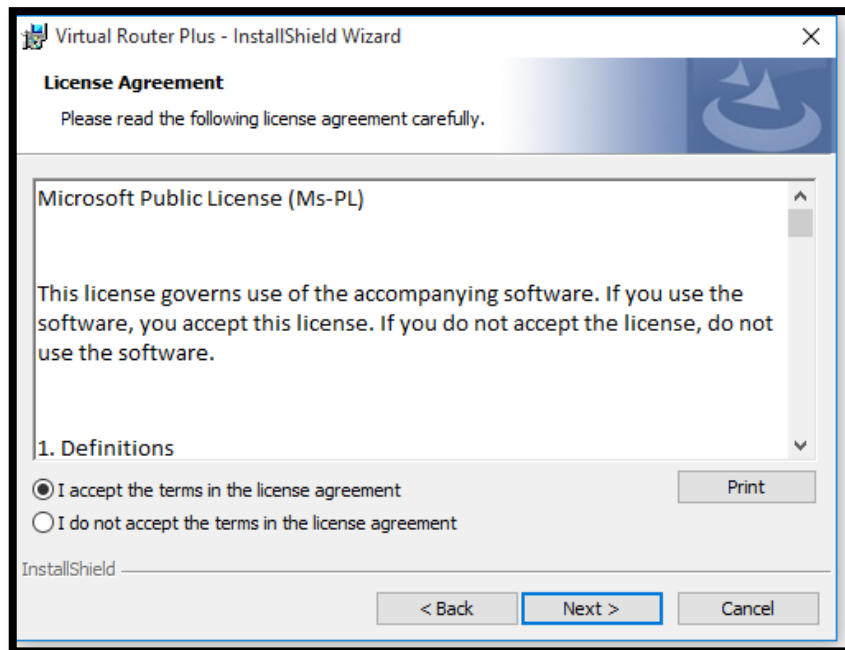 Virtual Router Plus - InstallShield Wizard
License Agreement
Please read the following license agreement carefully.
Microsoft Public License (Ms-PL)
This license governs use of the accompanying software. If you use the
software, you accept this license. If you do not accept the license, do not
use the software.
1. Definitions
I accept the terms in the license agreement
Print
I do not accept the terms in the license agreement
InstallShield
< Back
Next >
Cancel